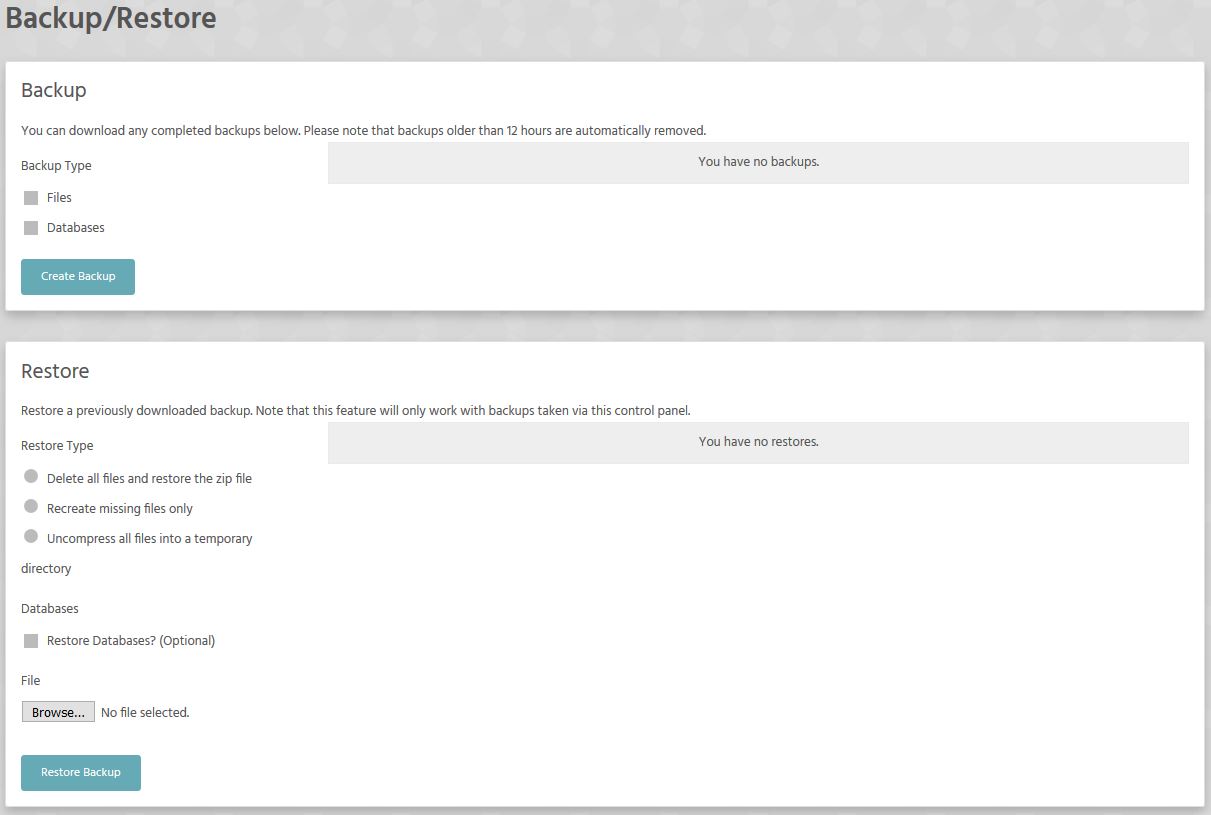 Backup/Restore
Backup
You can download any completed backups below. Please note that backups older than 12 hours are automatically removed.
Backup Type
You have no backups.
Files
Databases
Create Backup
Restore
Restore a previously downloaded backup. Note that this feature will only work with backups taken via this control panel.
Restore Type
You have no restores.
Delete all files and restore the zip file
Recreate missing files only
Uncompress all files into a temporary
directory
Databases
Restore Databases? (Optional)
File
Browse... No file selected.
Restore Backup